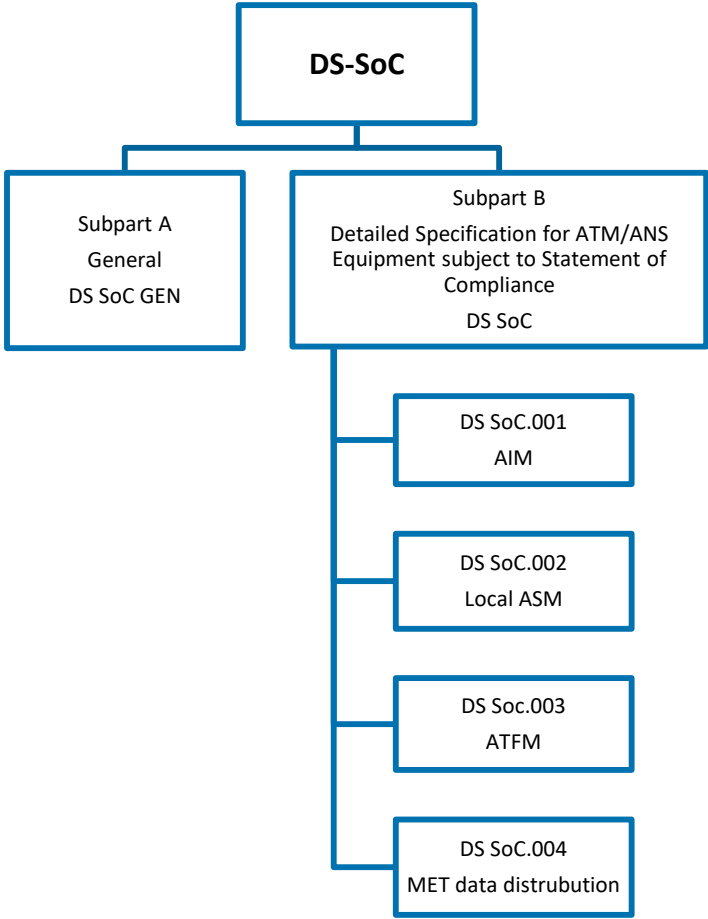 DS-SoC
Subpart A
General
DS SoC GEN
Subpart B
Detailed Specification for ATM/ANS
Equipment subject to Statement of
Compliance
DS SoC
DS SoC.001
AIM
DS SoC.002
Local ASM
DS Soc.003
ATFM
DS SoC.004
MET data distrubution